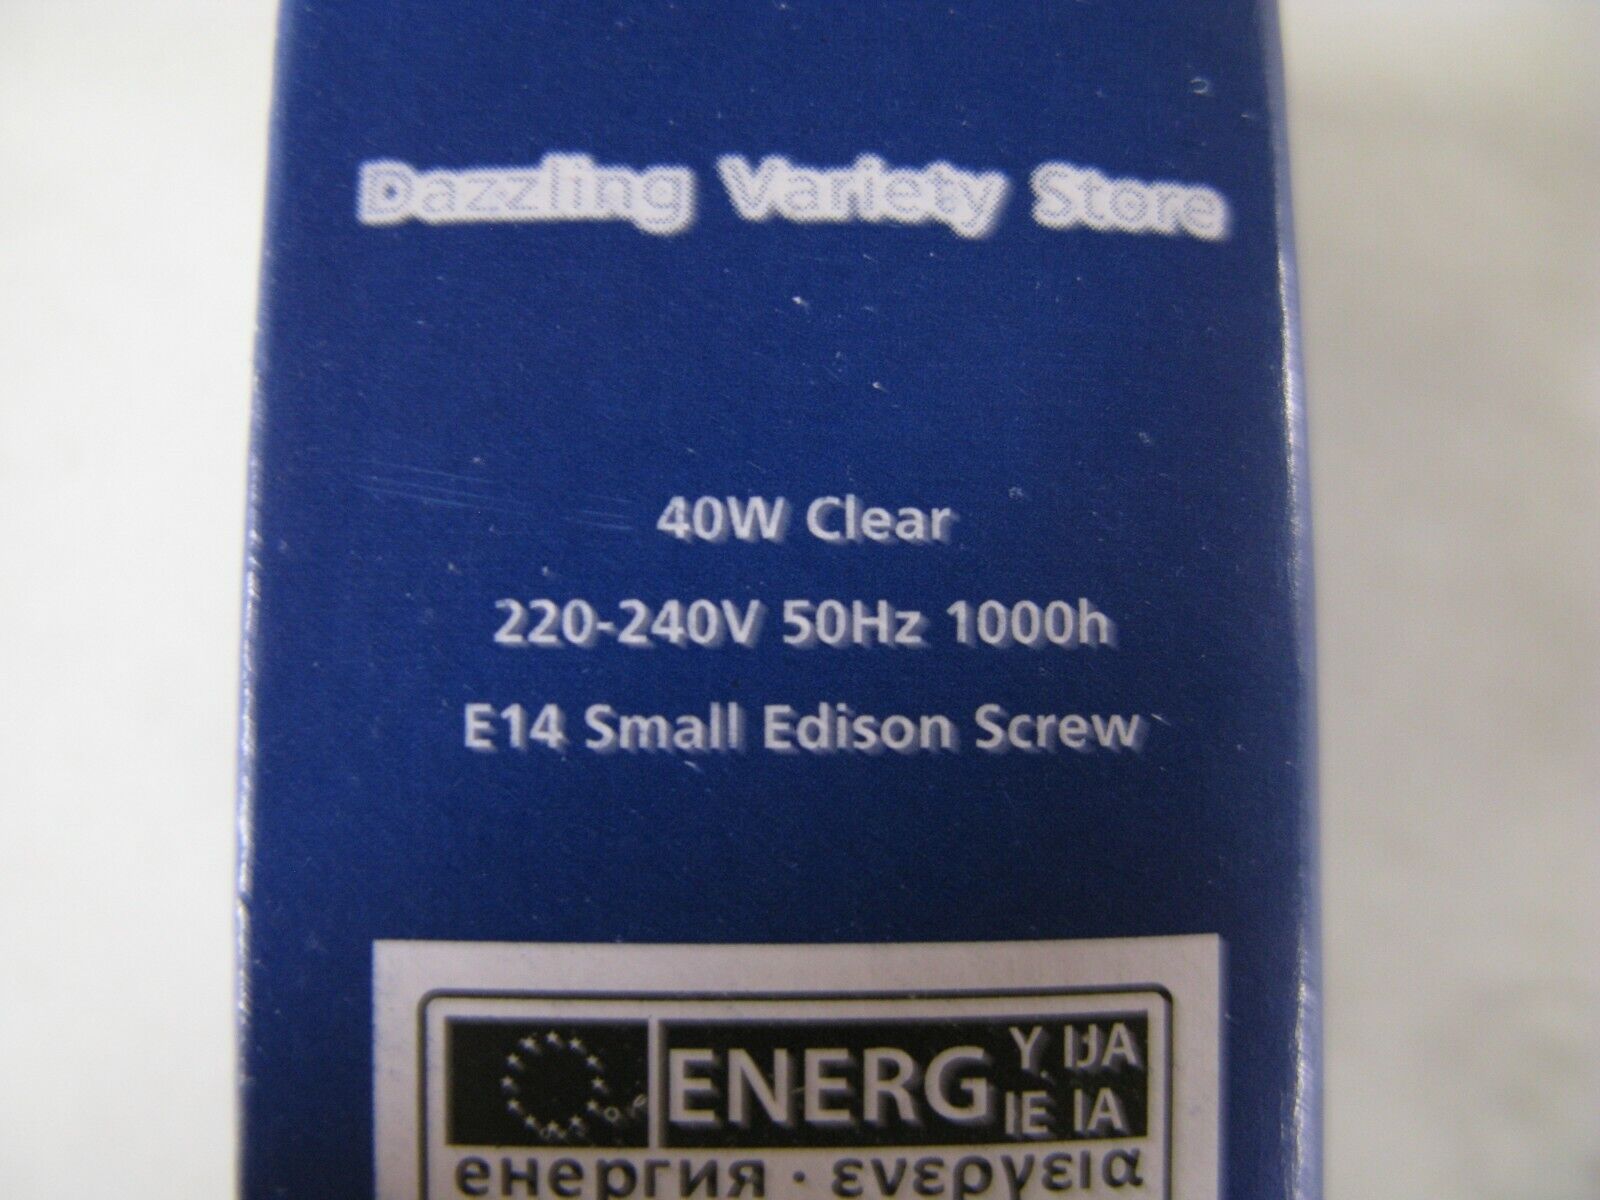 Dazzling Variety Store
40W Clear
220-240V 50Hz 1000h
E14 Small Edison Screw
ENERG Y IJA
IE IA
енергия · ενεργεια